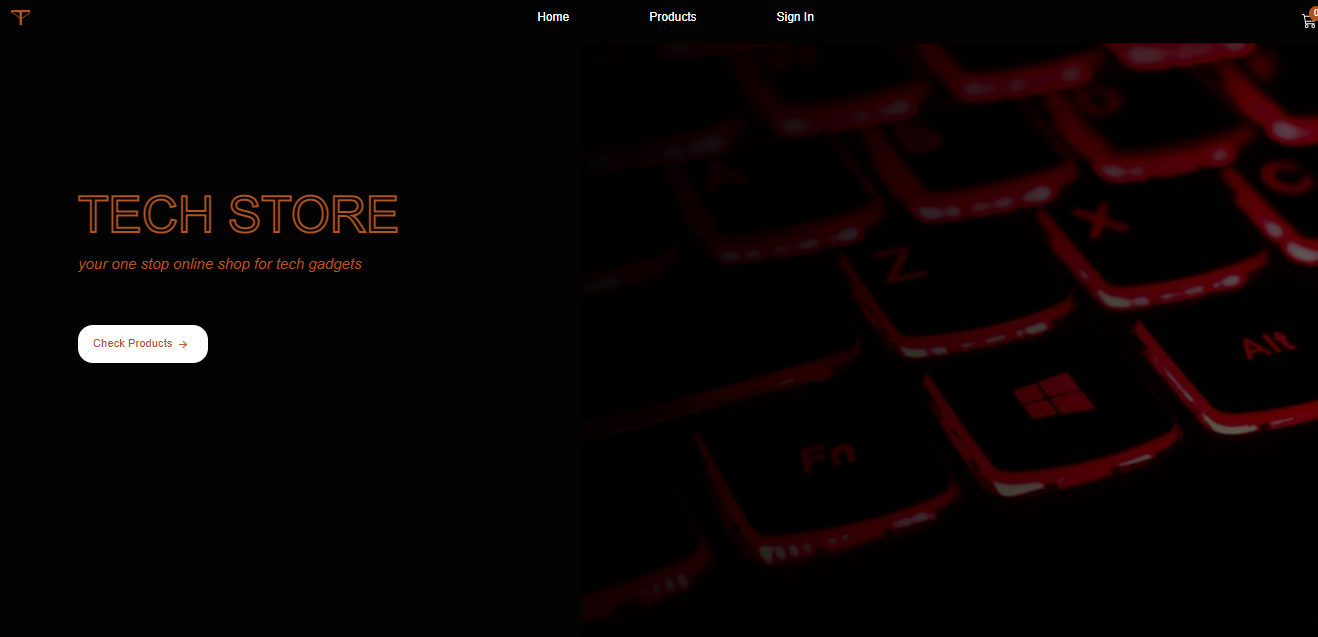 Home Products Sign In
0
TECH STORE
your one stop online shop for tech gadgets
Check Products →
A
B
D
C
Z
X
Alt
Fn